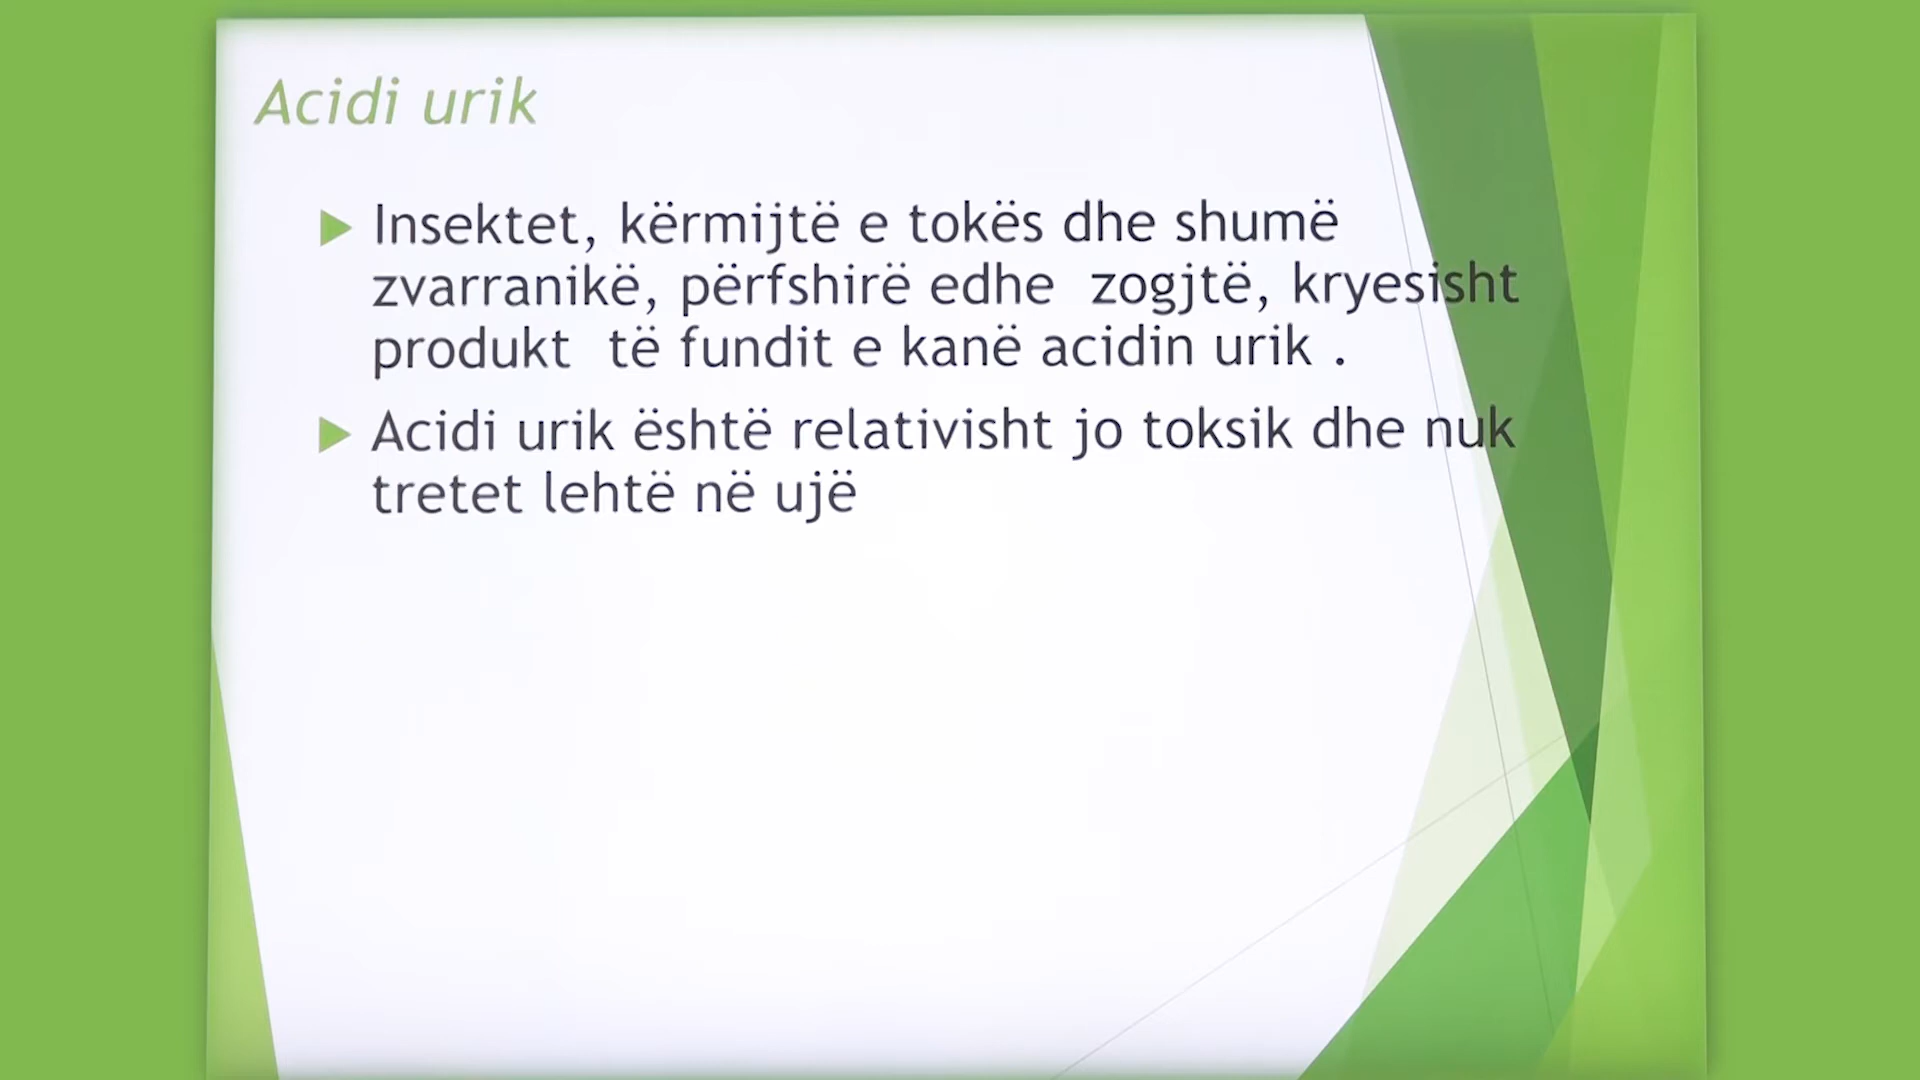 Acidi urik
Insektet, kërmijtë e tokës dhe shumë
zvarranikë, përfshirë edhe zogjtë, kryesisht
produkt të fundit e kanë acidin urik .
Acidi urik është relativisht jo toksik dhe nuk
tretet lehtë në ujë